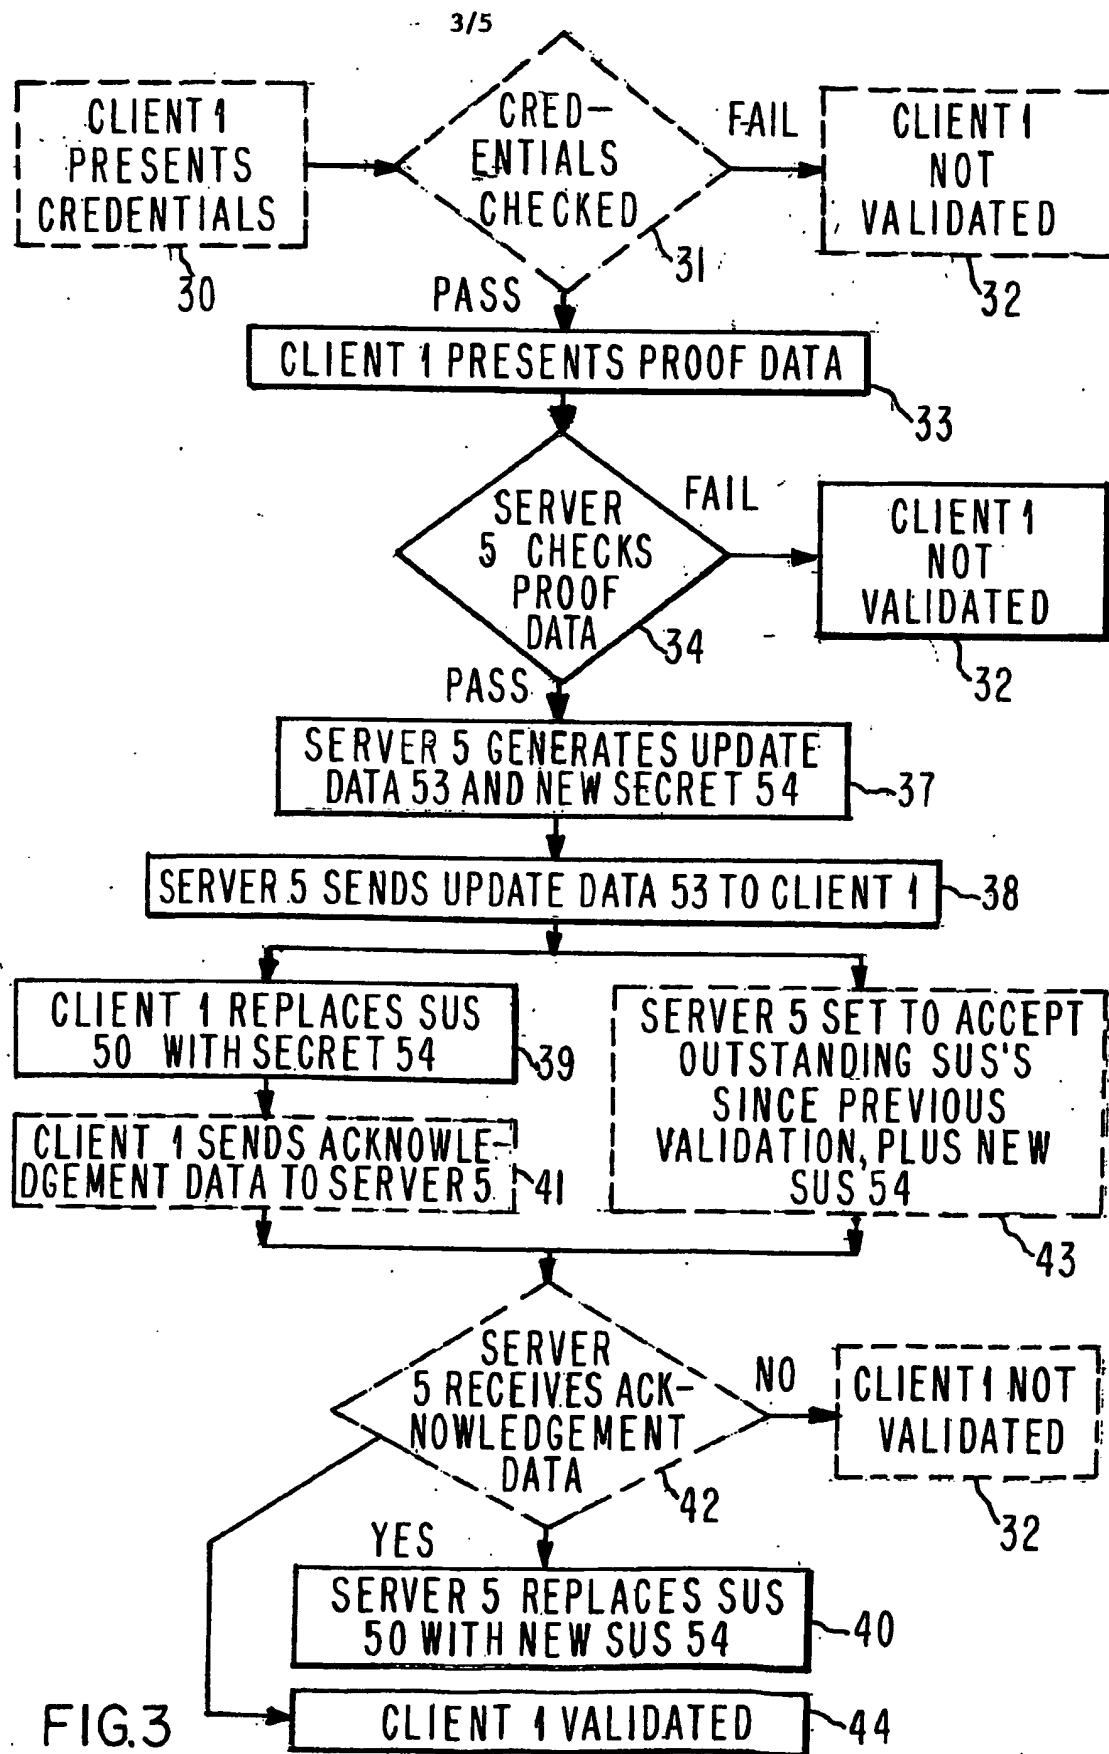 3/5
CLIENT 1
PRESENTS
CREDENTIALS
30
CRED-
ENTIALS
CHECKED
31
FAIL
CLIENT 1
NOT
VALIDATED
32
PASS
CLIENT 1 PRESENTS PROOF DATA
33
SERVER
5 CHECKS
PROOF
DATA
34
FAIL
CLIENT 1
NOT
VALIDATED
32
PASS
SERVER 5 GENERATES UPDATE
DATA 53 AND NEW SECRET 54
37
SERVER 5 SENDS UPDATE DATA 53 TO CLIENT 1
38
CLIENT 1 REPLACES SUS
50 WITH SECRET 54
39
CLIENT 1 SENDS ACKNOWLE-
DGEMENT DATA TO SERVER 5
41
SERVER 5 SET TO ACCEPT
OUTSTANDING SUS'S
SINCE PREVIOUS
VALIDATION, PLUS NEW
SUS 54
43
SERVER
5 RECEIVES ACK-
NOWLEDGEMENT
DATA
42
NO
CLIENT 1 NOT
VALIDATED
32
YES
SERVER 5 REPLACES SUS
50 WITH NEW SUS 54
40
CLIENT 1 VALIDATED
44
FIG.3